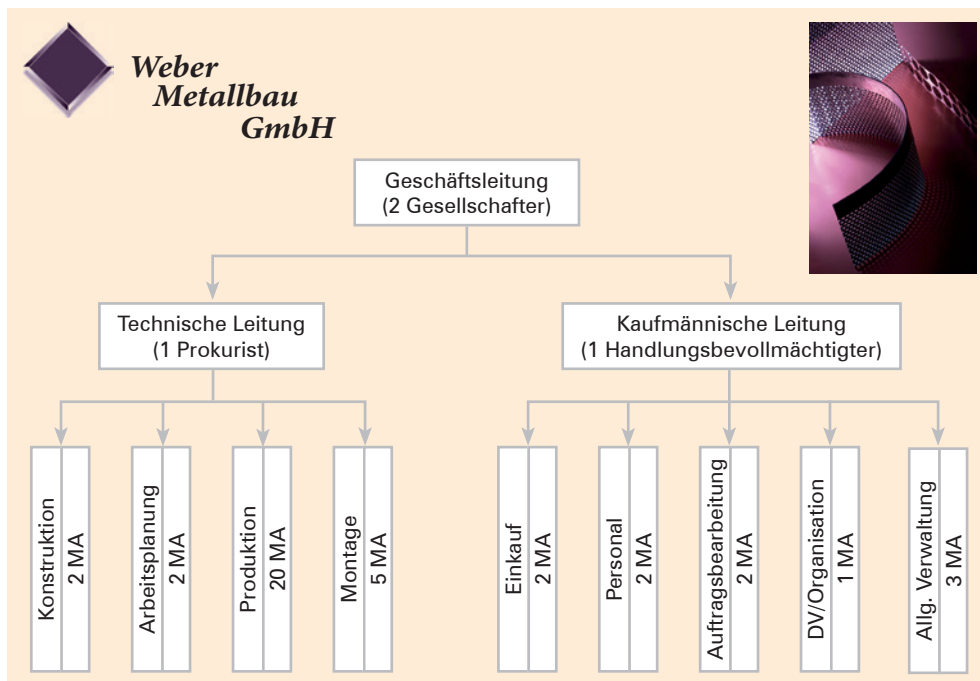 Weber
Metallbau
GmbH
Geschäftsleitung
(2 Gesellschafter)
Technische Leitung
(1 Prokurist)
Kaufmännische Leitung
(1 Handlungsbevollmächtigter)
Konstruktion
2 MA
Arbeitsplanung
2 MA
Produktion
20 MA
Montage
5 MA
Einkauf
2 MA
Personal
2 MA
Auftragsbearbeitung
2 MA
DV/Organisation
1 MA
Allg. Verwaltung
3 MA